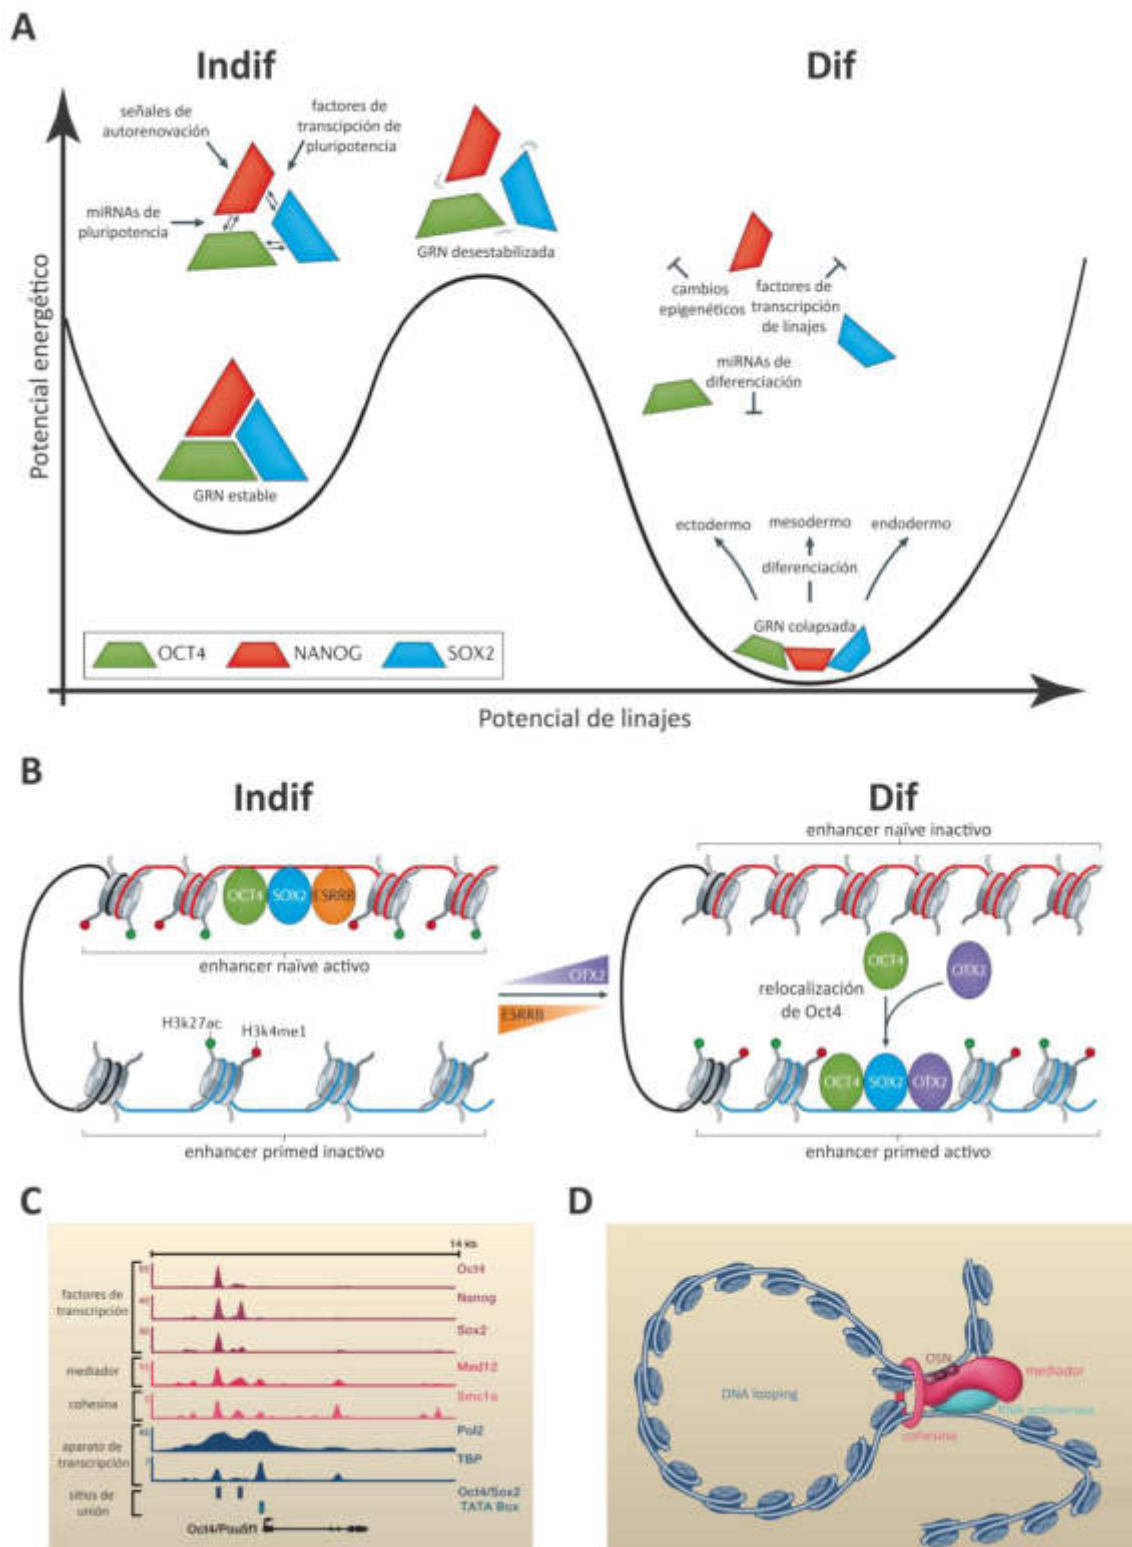 A
Indif
Dif
Potencial energético
señales de
autorenovación
factores de
transcipción de
pluripotencia
miRNAs de
pluripotencia
GRN desestabilizada
GRN estable
cambios
epigenéticos
factores de
transcripción
de linajes
miRNAs de
diferenciación
ectodermo
mesodermo
endodermo
diferenciación
GRN colapsada
OCT4
NANOG
SOX2
Potencial de linajes
B
Indif
Dif
enhancer naïve inactivo
OCT4
SOX2
ESRRB
enhancer naïve activo
OTX2
ESRRB
OCT4
OTX2
relocalización
de Oct4
H3k27ac
H3k4me1
OCT4
SOX2
OTX2
enhancer primed inactivo
enhancer primed activo
C
14 kb
factores de
transcripción
Oct4
Nanog
Sox2
mediador
Med12
cohesina
Smc1a
aparato de
transcripción
Pol2
TBP
sitios de
unión
Oct4/Sox2
TATA Box
Oct4/Pou5f1
D
DNA looping
OSN
mediador
RNA polimerasa
cohesina